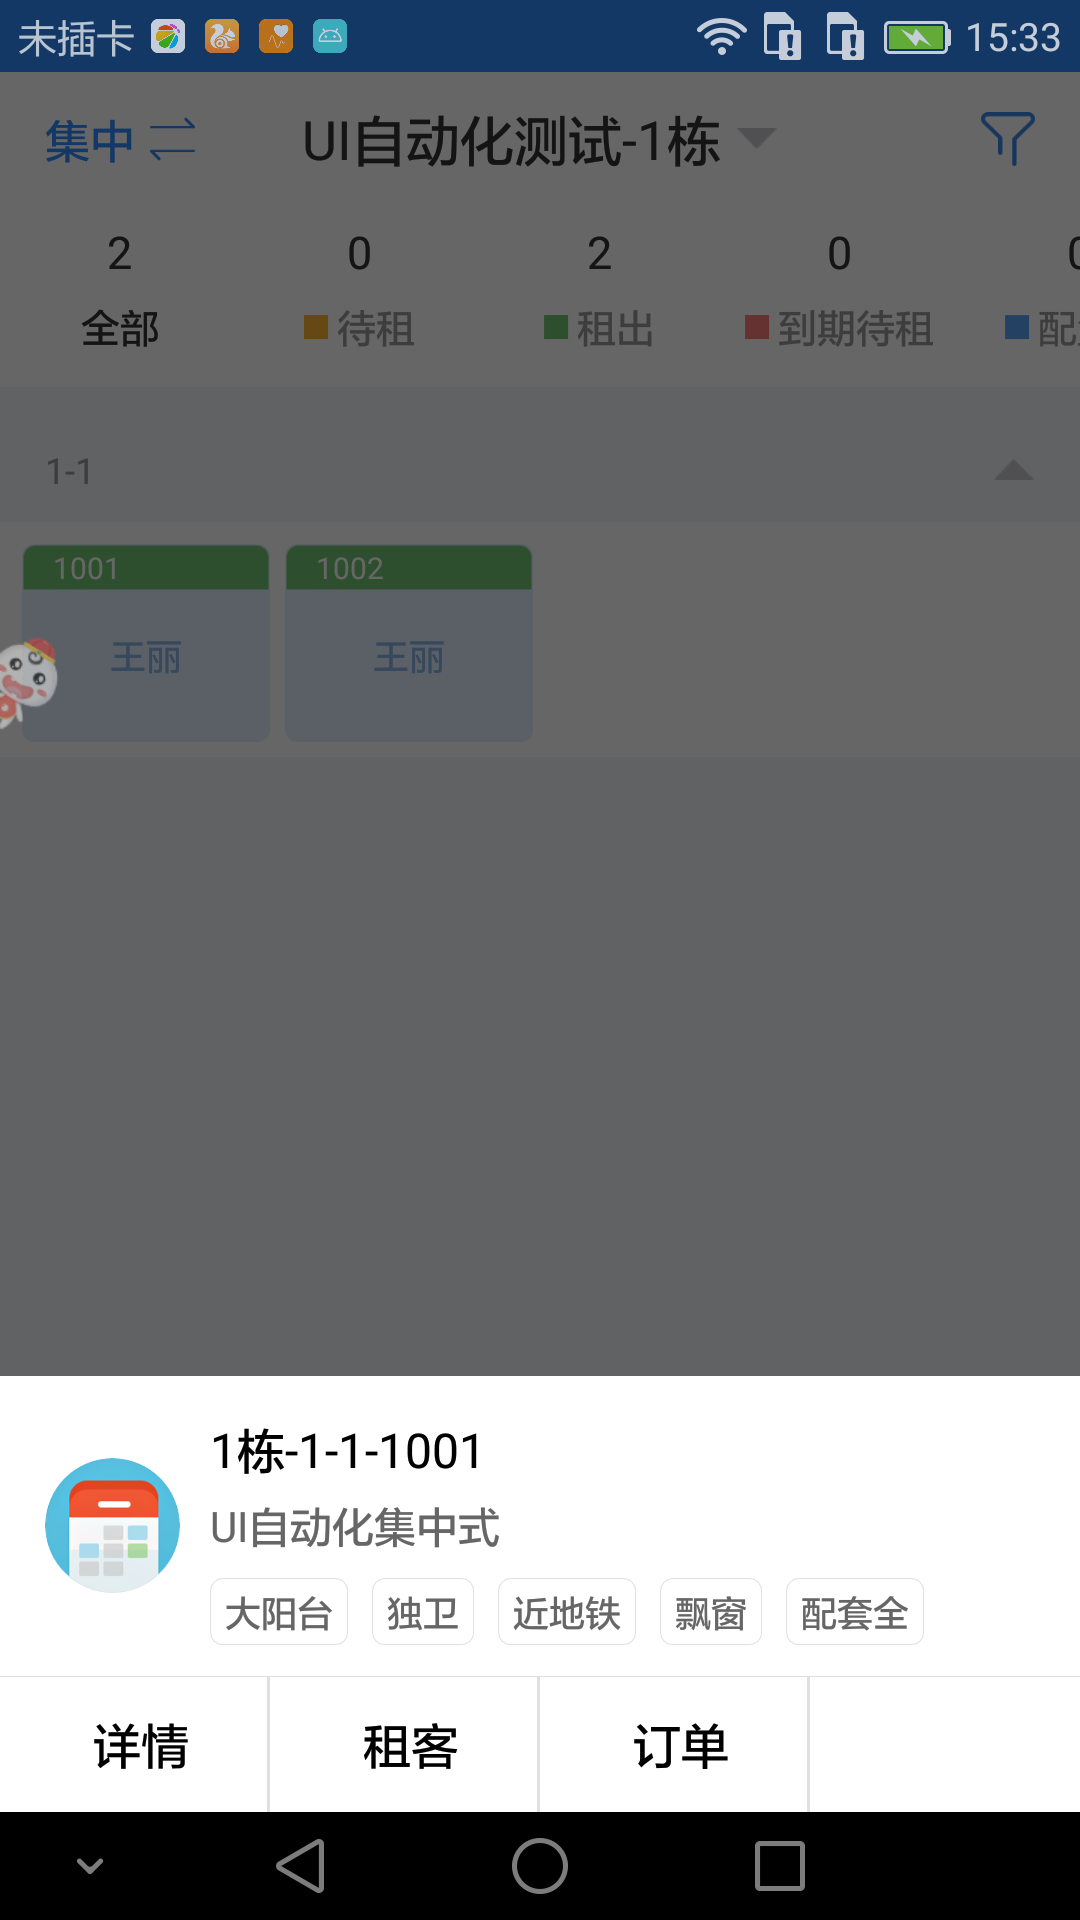 未插卡 15:33
集中 UI自动化测试-1栋
2 0 2 0
全部 待租 租出 到期待租
1-1
1001 1002
王丽 王丽
1栋-1-1-1001
UI自动化集中式
大阳台 独卫 近地铁 飘窗 配套全
详情 租客 订单